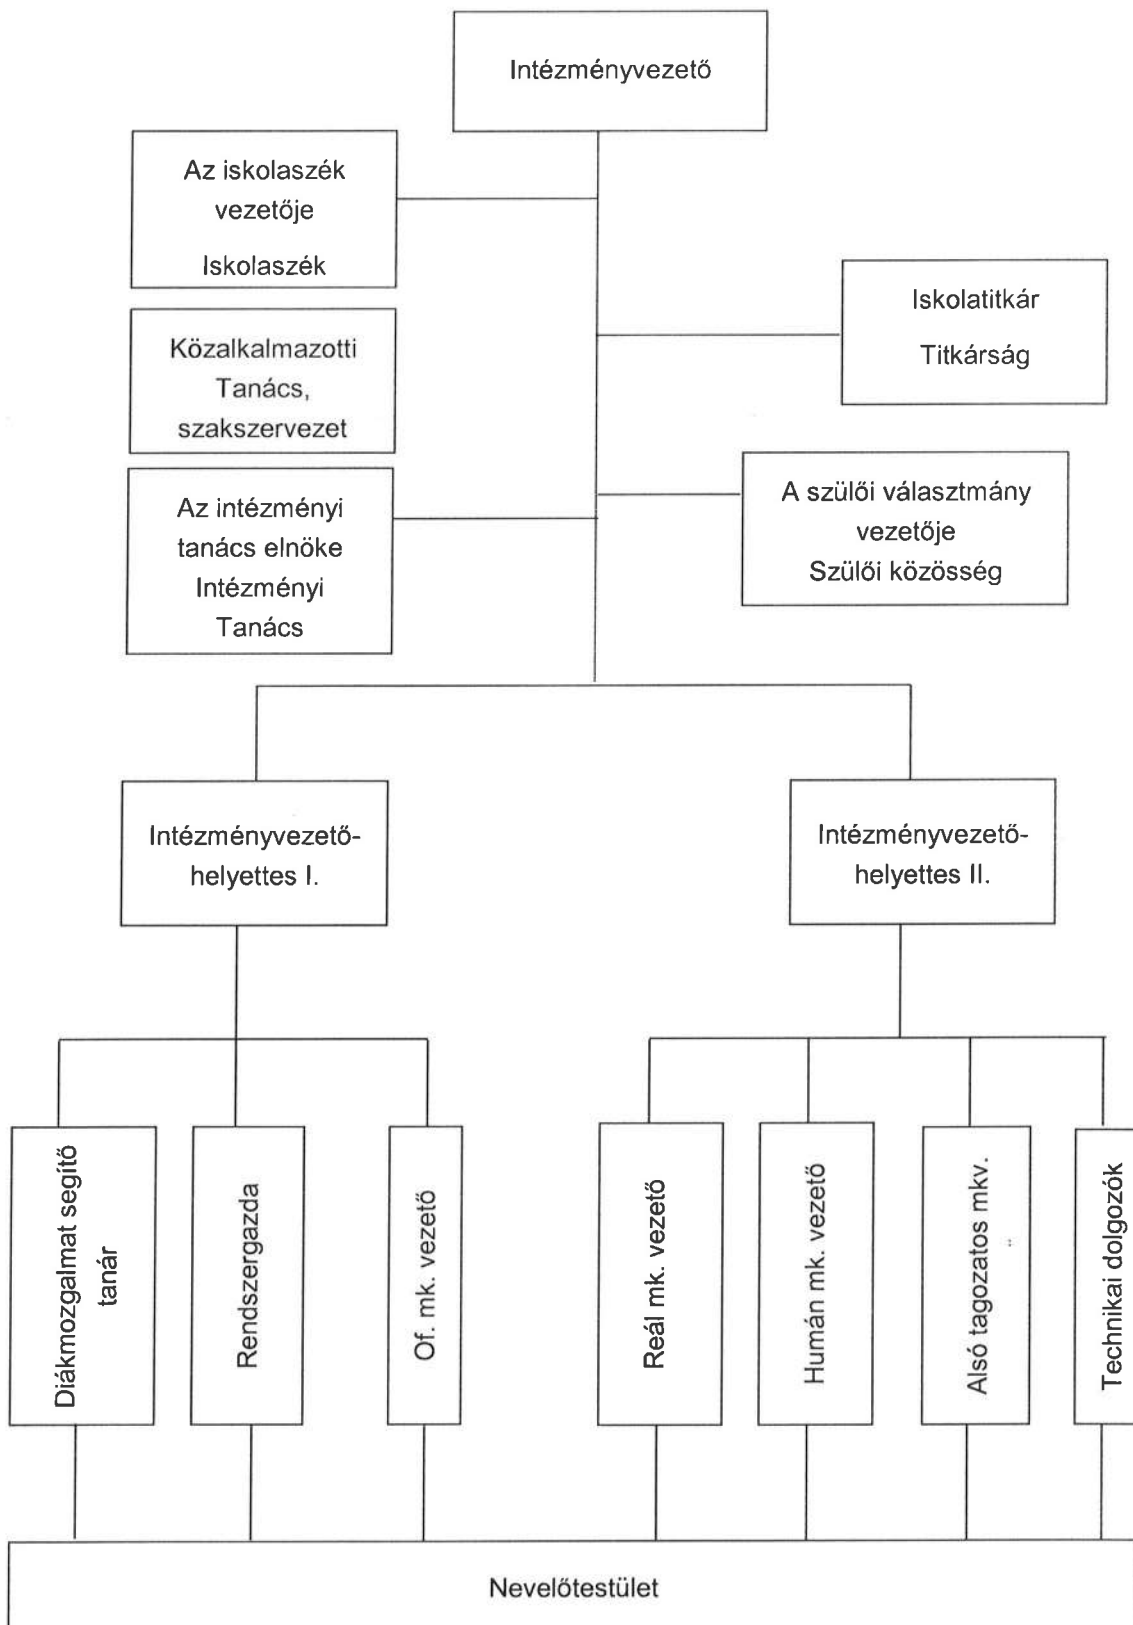 Intézményvezető
Az iskolaszék
vezetője
Iskolaszék
Iskolatitkár
Titkárság
Közalkalmazotti
Tanács,
szakszervezet
A szülői választmány
vezetője
Szülői közösség
Az intézményi
tanács elnöke
Intézményi
Tanács
Intézményvezető-
helyettes I.
Intézményvezető-
helyettes II.
Diákmozgalmat segítő
tanár
Rendszergazda
Of. mk. vezető
Reál mk. vezető
Humán mk. vezető
Alsó tagozatos mkv.
Technikai dolgozók
Nevelőtestület